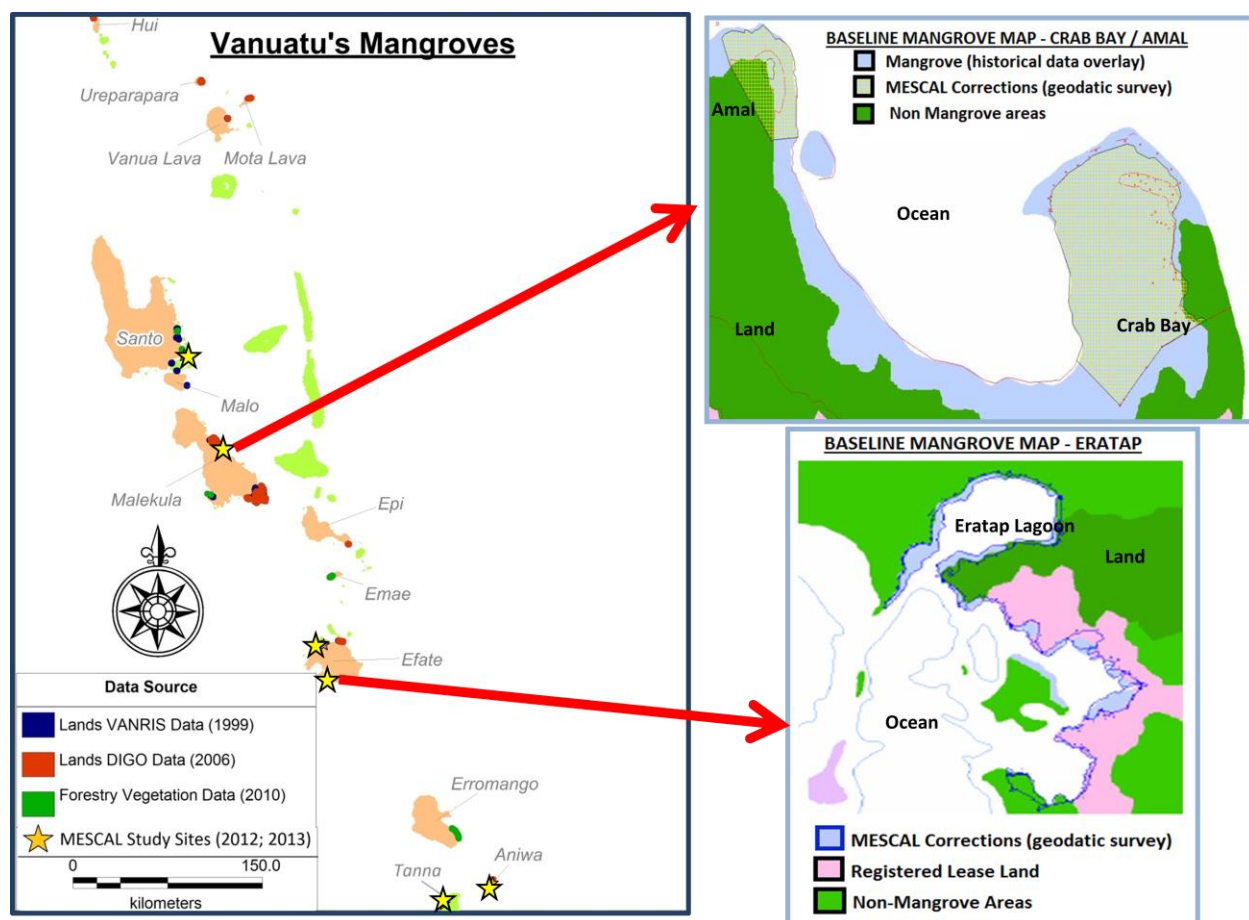 Vanuatu's Mangroves
Hui
Ureparapara
Vanua Lava
Mota Lava
Santo
Malo
Malekula
Epi
Emae
Efate
Erromango
Aniwa
Tanna
Data Source
Lands VANRIS Data (1999)
Lands DIGO Data (2006)
Forestry Vegetation Data (2010)
MESCAL Study Sites (2012; 2013)
0 150.0
kilometers
BASELINE MANGROVE MAP - CRAB BAY / AMAL
Mangrove (historical data overlay)
MESCAL Corrections (geodatic survey)
Non Mangrove areas
Amal
Ocean
Land
Crab Bay
BASELINE MANGROVE MAP - ERATAP
Eratap Lagoon
Land
Ocean
MESCAL Corrections (geodatic survey)
Registered Lease Land
Non-Mangrove Areas